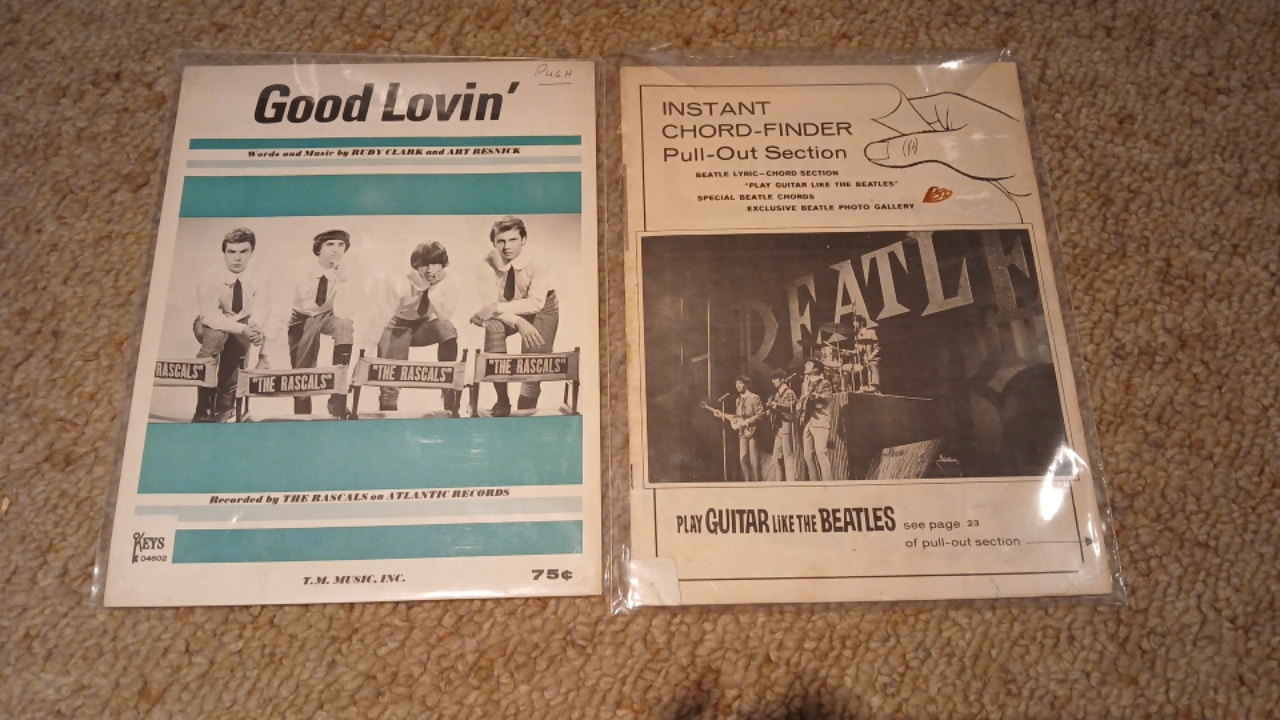 PUGH
Good Lovin'
Words and Music by RUDY CLARK and ART RESNICK
RASCALS"
"THE RASCALS"
"THE RASCALS"
"THE RASCALS"
Recorded by THE RASCALS on ATLANTIC RECORDS
KEYS
04602
T.M. MUSIC, INC.
75¢
INSTANT
CHORD-FINDER
Pull-Out Section
BEATLE LYRIC-CHORD SECTION
"PLAY GUITAR LIKE THE BEATLES"
SPECIAL BEATLE CHORDS
EXCLUSIVE BEATLE PHOTO GALLERY
THE BEATLE
PLAY GUITAR LiKE THE BEATLES see page 23
of pull-out section